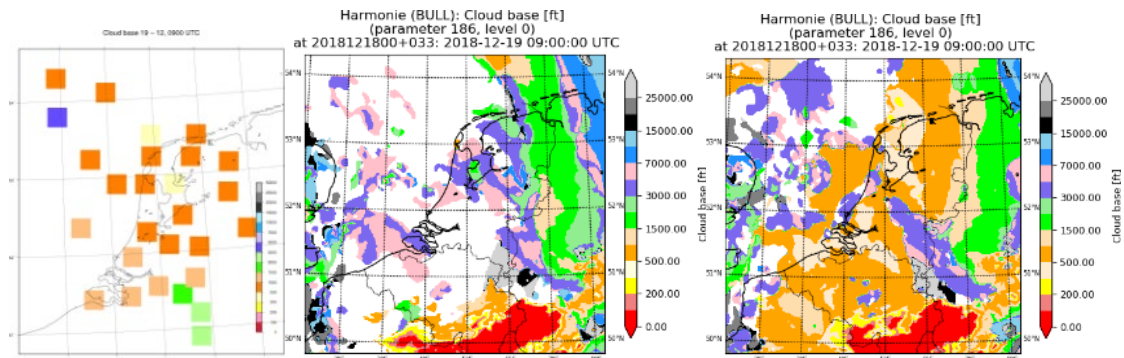 Cloud base 19 – 12, 0900 UTC
Harmonie (BULL): Cloud base [ft]
(parameter 186, level 0)
at 2018121800+033: 2018-12-19 09:00:00 UTC
54°N
53°N
52°N
51°N
50°N
25000.00
15000.00
7000.00
3000.00
1500.00
500.00
200.00
0.00
Cloud base [ft]
Harmonie (BULL): Cloud base [ft]
(parameter 186, level 0)
at 2018121800+033: 2018-12-19 09:00:00 UTC
54°N
53°N
52°N
51°N
50°N
25000.00
15000.00
7000.00
3000.00
1500.00
500.00
200.00
0.00
Cloud base [ft]